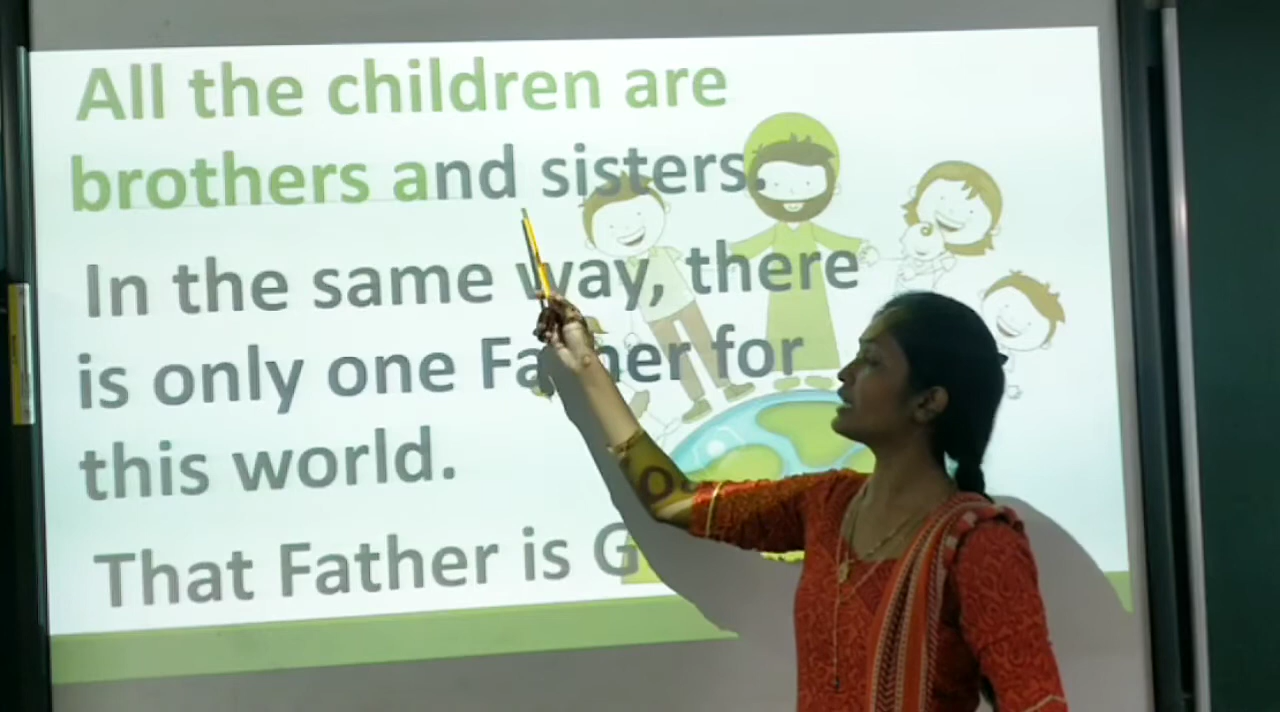 All the children are
brothers and sisters.
In the same way, there
is only one Father for
this world.
That Father is